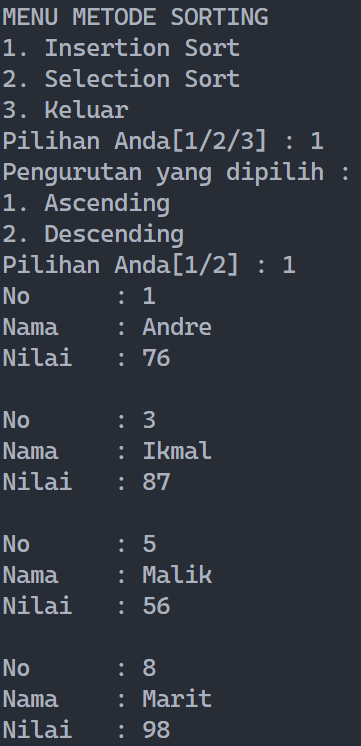 MENU METODE SORTING
1. Insertion Sort
2. Selection Sort
3. Keluar
Pilihan Anda[1/2/3] : 1
Pengurutan yang dipilih :
1. Ascending
2. Descending
Pilihan Anda[1/2] : 1
No      : 1
Nama    : Andre
Nilai   : 76
No      : 3
Nama    : Ikmal
Nilai   : 87
No      : 5
Nama    : Malik
Nilai   : 56
No      : 8
Nama    : Marit
Nilai   : 98